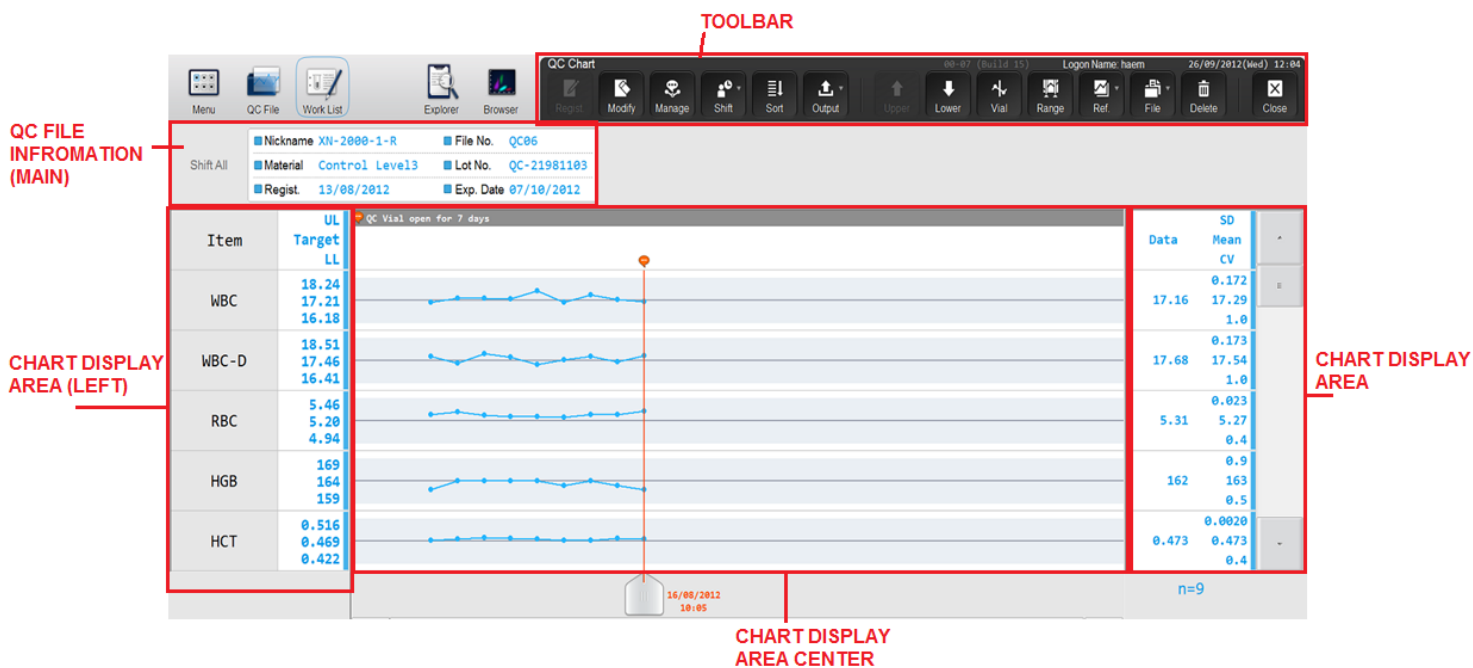 TOOLBAR
QC Chart 00-07 (Build 15) Logon Name: haem 26/09/2012(Wed) 12:04
Menu QC File Work List Explorer Browser Regist. Modify Manage Shift Sort Output Upper Lower Vial Range Ref. File Delete Close
QC FILE
INFROMATION
(MAIN)
Shift All
Nickname XN-2000-1-R File No. QC06
Material Control Level3 Lot No. QC-21981103
Regist. 13/08/2012 Exp. Date 07/10/2012
QC Vial open for 7 days
Item
UL
Target
LL
Data
SD
Mean
CV
WBC
18.24
17.21
16.18
17.16
0.172
17.29
1.0
CHART DISPLAY
AREA (LEFT)
WBC-D
18.51
17.46
16.41
17.68
0.173
17.54
1.0
CHART DISPLAY
AREA
RBC
5.46
5.20
4.94
5.31
0.023
5.27
0.4
HGB
169
164
159
162
0.9
163
0.5
HCT
0.516
0.469
0.422
0.473
0.0020
0.473
0.4
16/08/2012
10:05
n=9
CHART DISPLAY
AREA CENTER